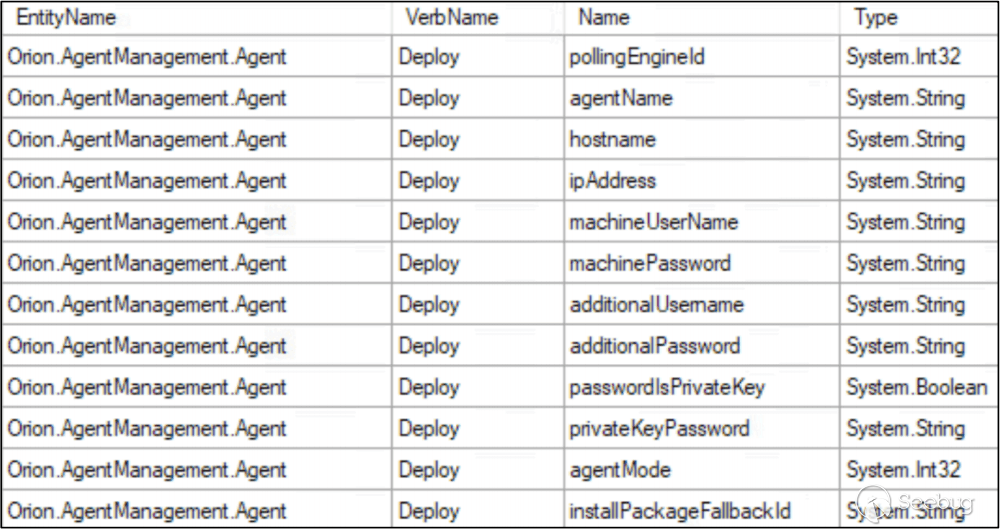 EntityName VerbName Name Type
Orion.AgentManagement.Agent Deploy pollingEngineId System.Int32
Orion.AgentManagement.Agent Deploy agentName System.String
Orion.AgentManagement.Agent Deploy hostname System.String
Orion.AgentManagement.Agent Deploy ipAddress System.String
Orion.AgentManagement.Agent Deploy machineUserName System.String
Orion.AgentManagement.Agent Deploy machinePassword System.String
Orion.AgentManagement.Agent Deploy additionalUsername System.String
Orion.AgentManagement.Agent Deploy additionalPassword System.String
Orion.AgentManagement.Agent Deploy passwordIsPrivateKey System.Boolean
Orion.AgentManagement.Agent Deploy privateKeyPassword System.String
Orion.AgentManagement.Agent Deploy agentMode System.Int32
Orion.AgentManagement.Agent Deploy installPackageFallbackId System.String
Seebug